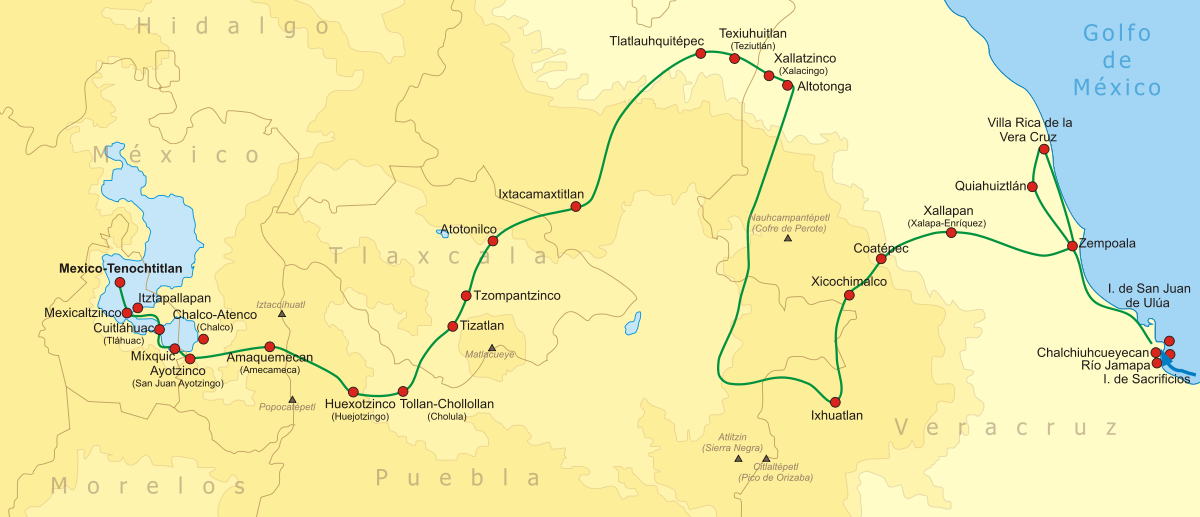 Hidalgo
Golfo
de
México
Tlatlauhquitépec
Texiuhuitlan
(Teziutlán)
Xallatzinco
(Xalacingo)
Altotonga
Villa Rica de la
Vera Cruz
México
Quiahuiztlán
Ixtacamaxtitlan
Xallapan
(Xalapa-Enríquez)
Nauhcampantépetl
(Cofre de Perote)
Atotonilco
Zempoala
Coatépec
Tlaxcala
Mexico-Tenochtitlan
Xicochimalco
I. de San Juan
de Ulúa
Itztapallapan
Tzompantzinco
Iztaccíhuatl
Mexicaltzinco
Chalco-Atenco
(Chalco)
Cuitláhuac
(Tláhuac)
Tizatlan
Matlacueye
Míxquic
Amaquemecan
(Amecameca)
Chalchiuhcueyecan
Río Jamapa
I. de Sacrificios
Ayotzinco
(San Juan Ayotzingo)
Popocatépetl
Huexotzinco
(Huejotzingo)
Tollan-Chollollan
(Cholula)
Ixhuatlan
Veracruz
Atlitzin
(Sierra Negra)
Citlaltépetl
(Pico de Orizaba)
Puebla
Morelos